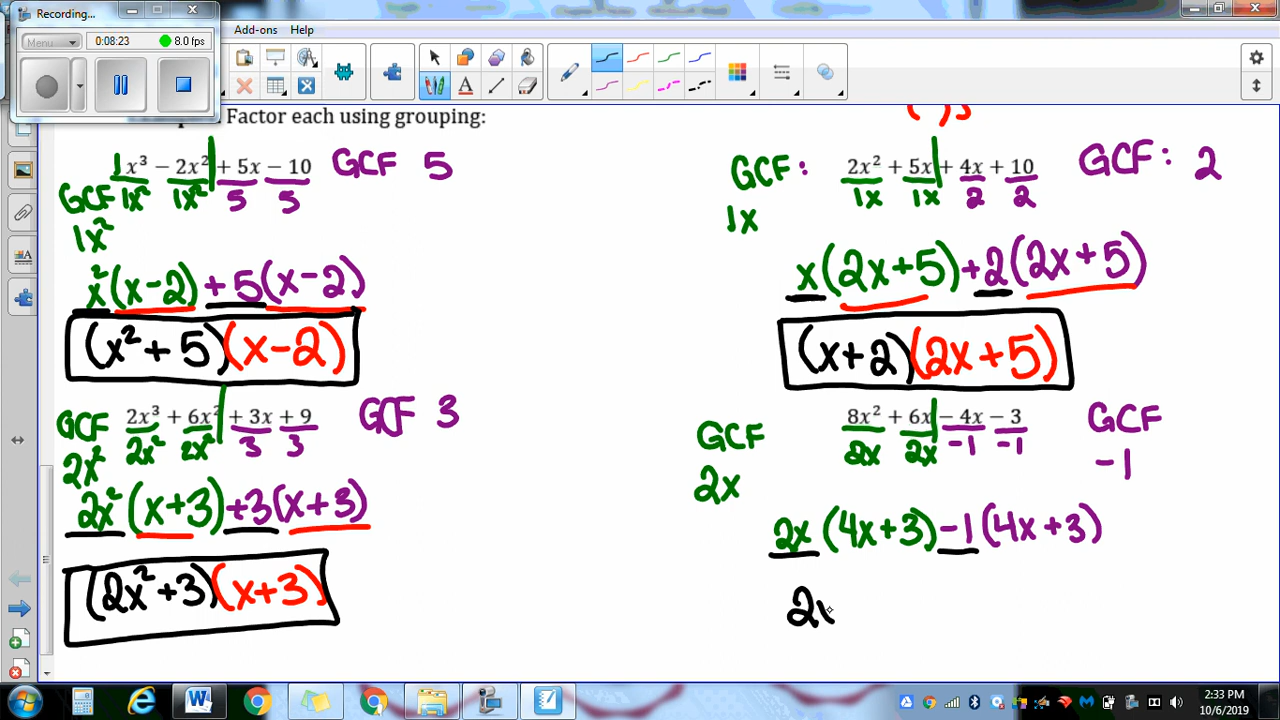 Recording...
Menu
0:08:23
8.0 fps
Add-ons Help
Factor each using grouping:
1x³ − 2x² + 5x − 10 GCF 5
GCF 1x² 1x² 5 5
1x²
x²(x−2) +5(x−2)
(x²+5)(x−2)
2x³ + 6x² + 3x + 9 GCF 3
GCF 2x² 2x² 3 3
2x²
2x²(x+3)+3(x+3)
(2x²+3)(x+3)
( )
2x² + 5x + 4x + 10 GCF: 2
GCF: 1x 1x 2 2
1x
x(2x+5)+2(2x+5)
(x+2)(2x+5)
8x² + 6x − 4x − 3 GCF
GCF 2x 2x −1 −1 −1
2x
2x(4x+3)−1(4x+3)
2x
2:33 PM
10/6/2019